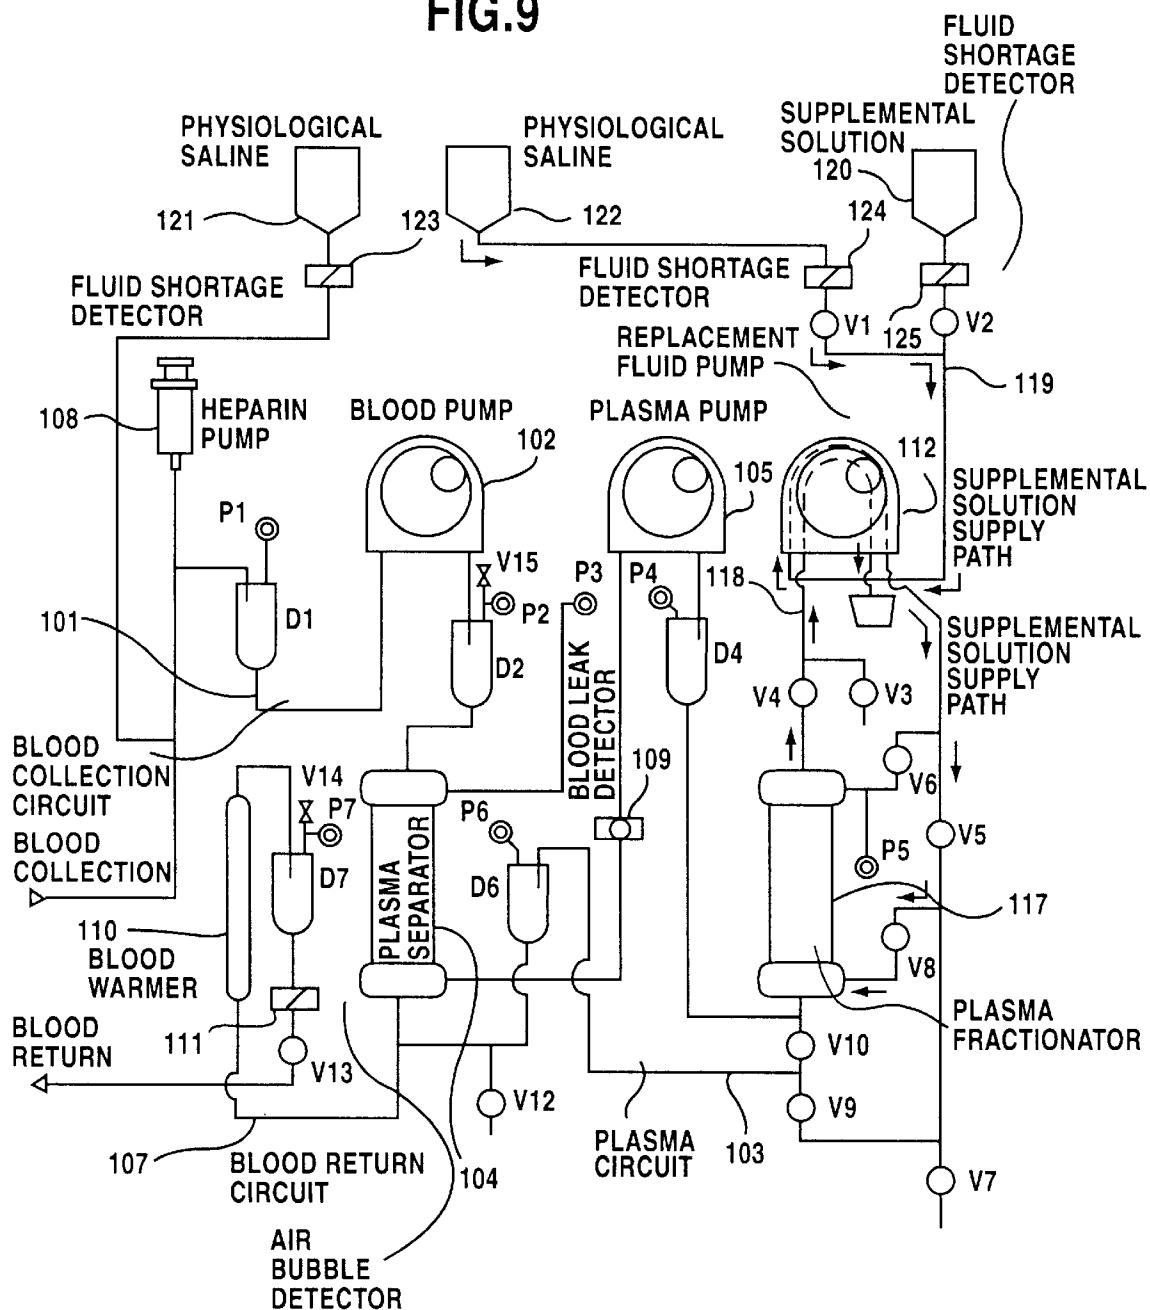 FIG.9
FLUID
SHORTAGE
DETECTOR
PHYSIOLOGICAL
SALINE
PHYSIOLOGICAL
SALINE
SUPPLEMENTAL
SOLUTION
120
121
123
122
124
FLUID SHORTAGE
DETECTOR
FLUID SHORTAGE
DETECTOR
V1
125
V2
REPLACEMENT
FLUID PUMP
119
108
HEPARIN
PUMP
BLOOD PUMP
102
PLASMA PUMP
105
112
SUPPLEMENTAL
SOLUTION
SUPPLY
PATH
P1
V15
P2
P3
P4
118
101
D1
D2
D4
BLOOD LEAK
DETECTOR
SUPPLEMENTAL
SOLUTION
SUPPLY
PATH
V4
V3
BLOOD
COLLECTION
CIRCUIT
V14
P7
109
V6
BLOOD
COLLECTION
P6
V5
P5
D7
PLASMA
SEPARATOR
D6
117
110
BLOOD
WARMER
V8
BLOOD
RETURN
111
V13
PLASMA
FRACTIONATOR
V10
V12
V9
107
BLOOD RETURN
CIRCUIT
104
PLASMA
CIRCUIT
103
V7
AIR
BUBBLE
DETECTOR